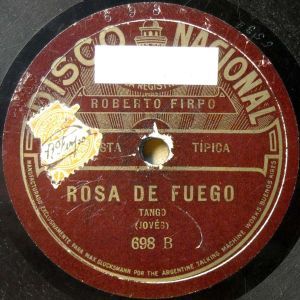 DISCO NACIONAL
ROBERTO FIRPO
STA TÍPICA
ROSA DE FUEGO
TANGO
(JOVÉS)
698 B
MANUFACTURADO EXCLUSIVAMENTE PARA MAX GLUCKSMANN POR THE ARGENTINE TALKING MACHINE WORKS, BUENOS AIRES